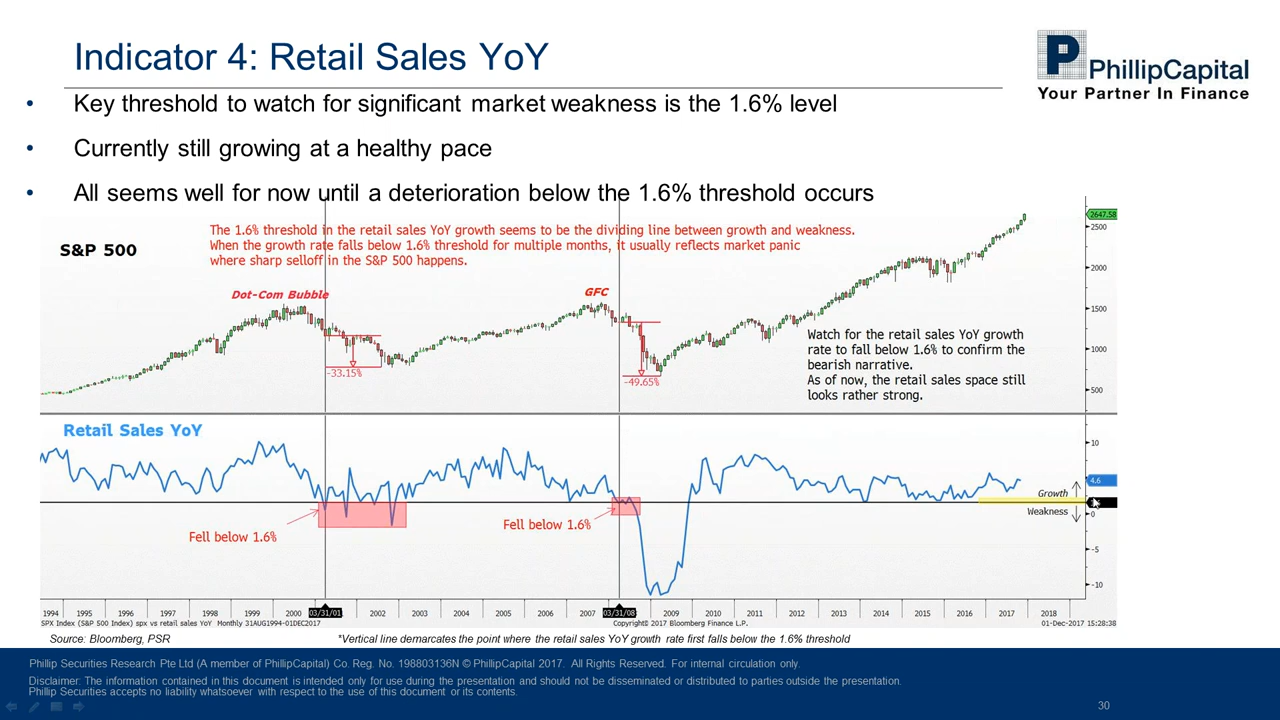 Indicator 4: Retail Sales YoY
P PhillipCapital
Your Partner In Finance
• Key threshold to watch for significant market weakness is the 1.6% level
• Currently still growing at a healthy pace
• All seems well for now until a deterioration below the 1.6% threshold occurs
S&P 500
The 1.6% threshold in the retail sales YoY growth seems to be the dividing line between growth and weakness.
When the growth rate falls below 1.6% threshold for multiple months, it usually reflects market panic
where sharp selloff in the S&P 500 happens.
Dot-Com Bubble
GFC
-33.15%
-49.65%
Watch for the retail sales YoY growth
rate to fall below 1.6% to confirm the
bearish narrative.
As of now, the retail sales space still
looks rather strong.
2647.58
2500
2000
1500
1000
500
Retail Sales YoY
Fell below 1.6%
Fell below 1.6%
Growth
Weakness
10
4.6
0
-5
-10
1994 1995 1996 1997 1998 1999 2000 03/31/01 2002 2003 2004 2005 2006 2007 03/31/08 2009 2010 2011 2012 2013 2014 2015 2016 2017 2018
SPX Index (S&P 500 Index) spx vs retail sales YoY Monthly 31AUG1994-01DEC2017
Copyright© 2017 Bloomberg Finance L.P.
01-Dec-2017 15:28:38
Source: Bloomberg, PSR
*Vertical line demarcates the point where the retail sales YoY growth rate first falls below the 1.6% threshold
Phillip Securities Research Pte Ltd (A member of PhillipCapital) Co. Reg. No. 198803136N © PhillipCapital 2017. All Rights Reserved. For internal circulation only.
Disclaimer: The information contained in this document is intended only for use during the presentation and should not be disseminated or distributed to parties outside the presentation.
Phillip Securities accepts no liability whatsoever with respect to the use of this document or its contents.
30